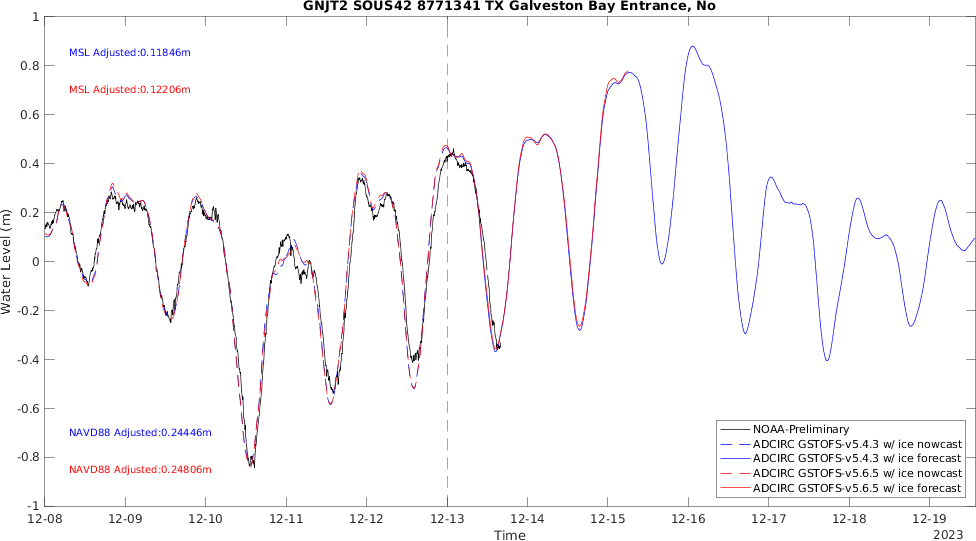 GNJT2 SOUS42 8771341 TX Galveston Bay Entrance, No
MSL Adjusted:0.11846m
MSL Adjusted:0.12206m
NAVD88 Adjusted:0.24446m
NAVD88 Adjusted:0.24806m
Water Level (m)
1
0.8
0.6
0.4
0.2
0
-0.2
-0.4
-0.6
-0.8
-1
NOAA-Preliminary
ADCIRC GSTOFS-v5.4.3 w/ ice nowcast
ADCIRC GSTOFS-v5.4.3 w/ ice forecast
ADCIRC GSTOFS-v5.6.5 w/ ice nowcast
ADCIRC GSTOFS-v5.6.5 w/ ice forecast
12-08 12-09 12-10 12-11 12-12 12-13 12-14 12-15 12-16 12-17 12-18 12-19
Time
2023